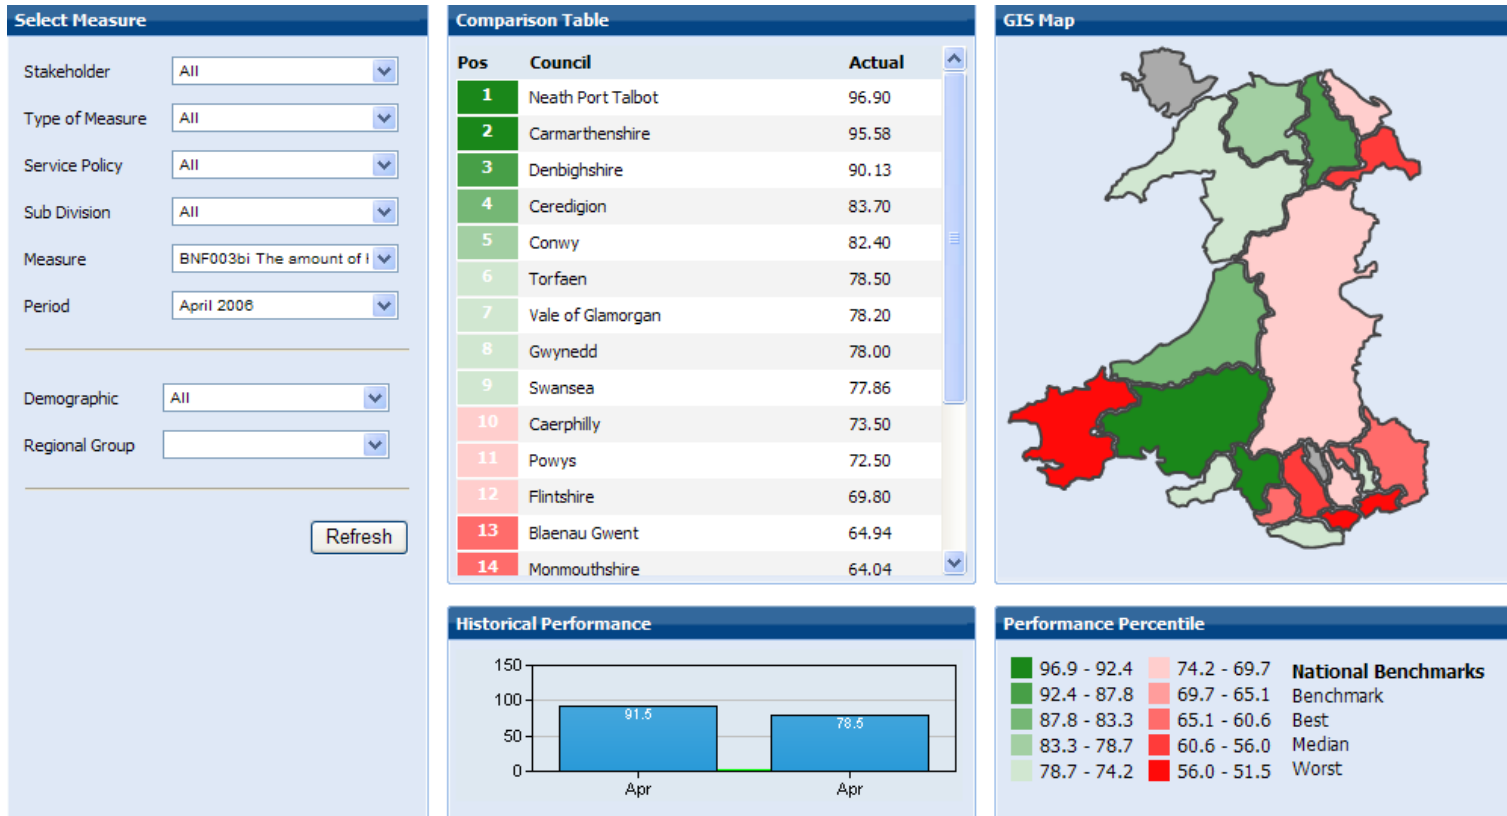 Select Measure
Stakeholder All
Type of Measure All
Service Policy All
Sub Division All
Measure BNF003bi The amount of
Period April 2006
Demographic All
Regional Group
Refresh
Comparison Table
Pos Council Actual
1 Neath Port Talbot 96.90
2 Carmarthenshire 95.58
3 Denbighshire 90.13
4 Ceredigion 83.70
5 Conwy 82.40
6 Torfaen 78.50
7 Vale of Glamorgan 78.20
8 Gwynedd 78.00
9 Swansea 77.86
10 Caerphilly 73.50
11 Powys 72.50
12 Flintshire 69.80
13 Blaenau Gwent 64.94
14 Monmouthshire 64.04
GIS Map
Historical Performance
150
100
50
0
91.5
78.5
Apr
Apr
Performance Percentile
96.9 - 92.4 74.2 - 69.7 National Benchmarks
92.4 - 87.8 69.7 - 65.1 Benchmark
87.8 - 83.3 65.1 - 60.6 Best
83.3 - 78.7 60.6 - 56.0 Median
78.7 - 74.2 56.0 - 51.5 Worst